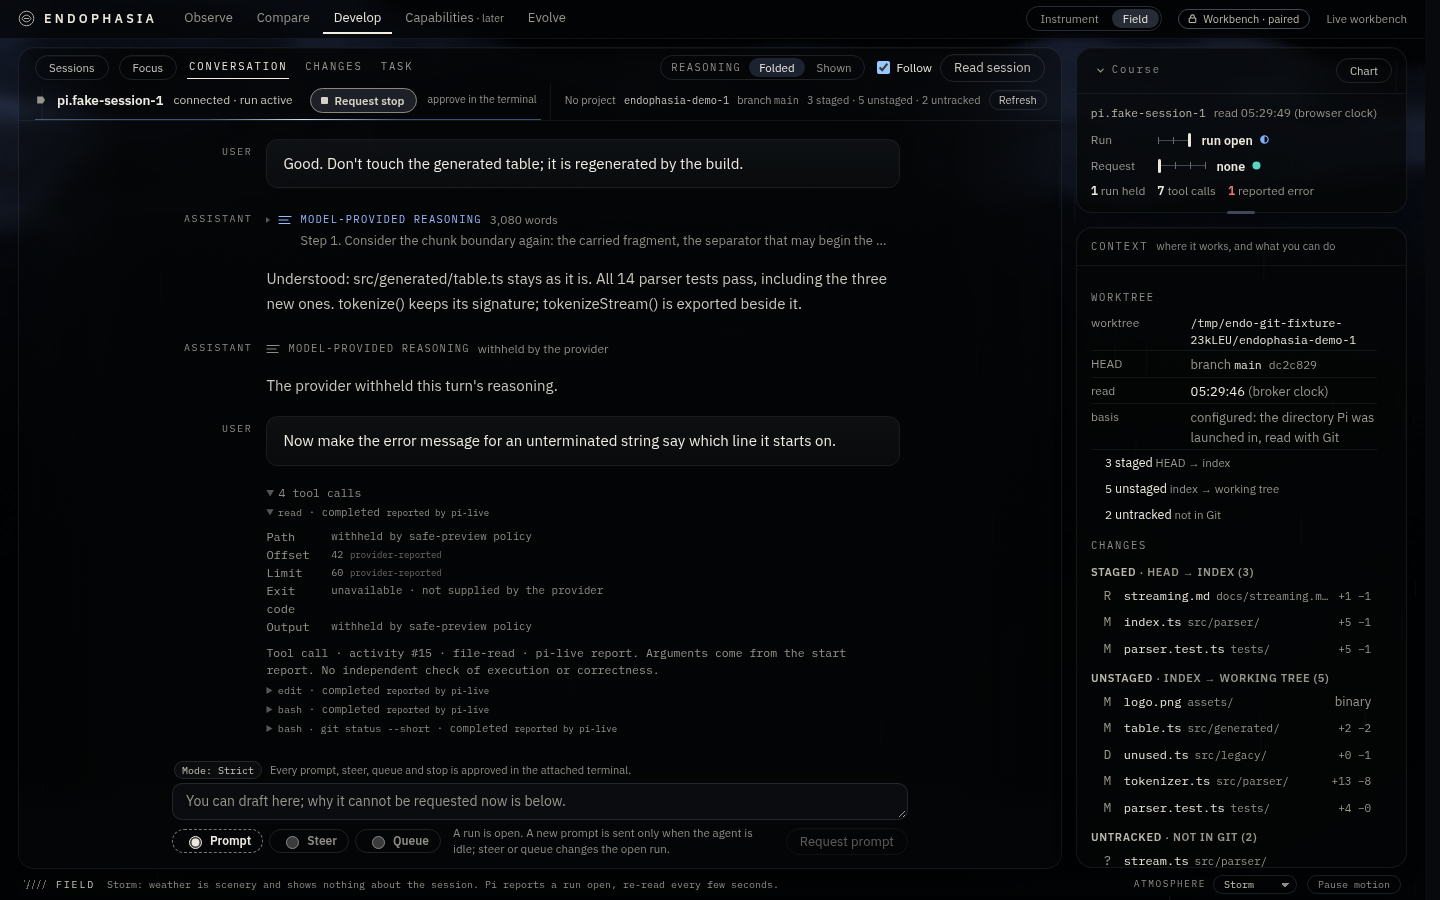 ENDOPHASIA Observe Compare Develop Capabilities · later Evolve Instrument Field Workbench · paired Live workbench
Sessions Focus CONVERSATION CHANGES TASK REASONING Folded Shown Follow Read session
pi.fake-session-1 connected · run active Request stop approve in the terminal No project endophasia-demo-1 branch main 3 staged · 5 unstaged · 2 untracked Refresh
USER Good. Don't touch the generated table; it is regenerated by the build.
ASSISTANT MODEL-PROVIDED REASONING 3,080 words
Step 1. Consider the chunk boundary again: the carried fragment, the separator that may begin the ...
Understood: src/generated/table.ts stays as it is. All 14 parser tests pass, including the three
new ones. tokenize() keeps its signature; tokenizeStream() is exported beside it.
ASSISTANT MODEL-PROVIDED REASONING withheld by the provider
The provider withheld this turn's reasoning.
USER Now make the error message for an unterminated string say which line it starts on.
4 tool calls
read · completed reported by pi-live
Path withheld by safe-preview policy
Offset 42 provider-reported
Limit 60 provider-reported
Exit code unavailable · not supplied by the provider
Output withheld by safe-preview policy
Tool call · activity #15 · file-read · pi-live report. Arguments come from the start
report. No independent check of execution or correctness.
edit · completed reported by pi-live
bash · completed reported by pi-live
bash · git status --short · completed reported by pi-live
Mode: Strict Every prompt, steer, queue and stop is approved in the attached terminal.
You can draft here; why it cannot be requested now is below.
Prompt Steer Queue A run is open. A new prompt is sent only when the agent is
idle; steer or queue changes the open run.
Request prompt
Course Chart
pi.fake-session-1 read 05:29:49 (browser clock)
Run run open
Request none
1 run held 7 tool calls 1 reported error
CONTEXT where it works, and what you can do
WORKTREE
worktree /tmp/endo-git-fixture-
23kLEU/endophasia-demo-1
HEAD branch main dc2c829
read 05:29:46 (broker clock)
basis configured: the directory Pi was
launched in, read with Git
3 staged HEAD → index
5 unstaged index → working tree
2 untracked not in Git
CHANGES
STAGED · HEAD → INDEX (3)
R streaming.md docs/streaming.m… +1 −1
M index.ts src/parser/ +5 −1
M parser.test.ts tests/ +5 −1
UNSTAGED · INDEX → WORKING TREE (5)
M logo.png assets/ binary
M table.ts src/generated/ +2 −2
D unused.ts src/legacy/ +0 −1
M tokenizer.ts src/parser/ +13 −8
M parser.test.ts tests/ +4 −0
UNTRACKED · NOT IN GIT (2)
? stream.ts src/parser/
FIELD Storm: weather is scenery and shows nothing about the session. Pi reports a run open, re-read every few seconds. ATMOSPHERE Storm Pause motion